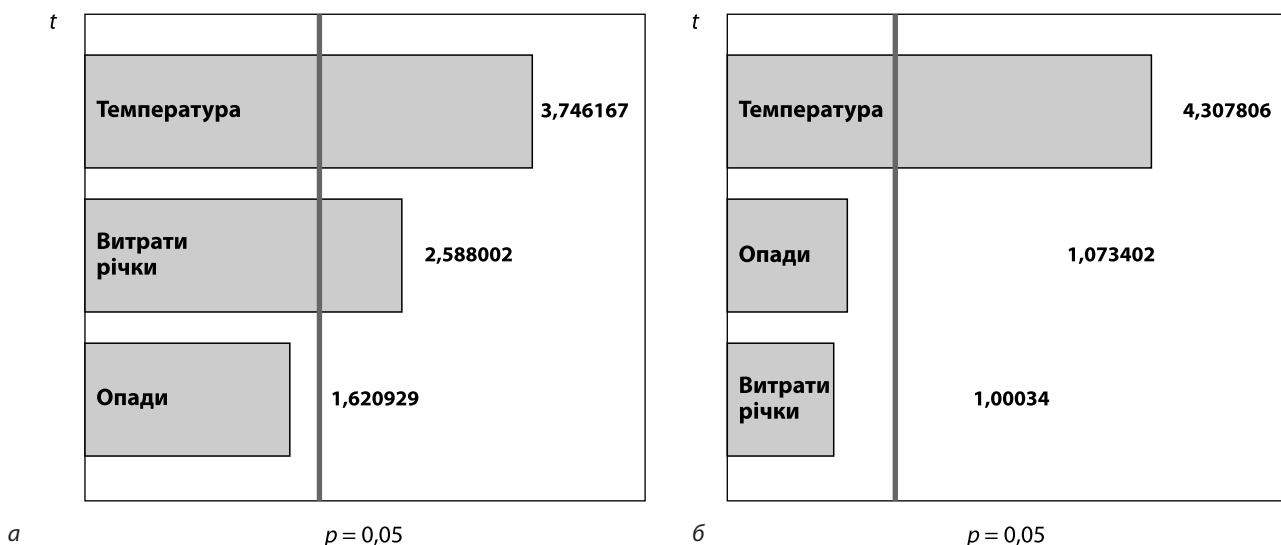 t
Температура
3,746167
Витрати
річки
2,588002
Опади
1,620929
а
p = 0,05
t
Температура
4,307806
Опади
1,073402
Витрати
річки
1,00034
б
p = 0,05